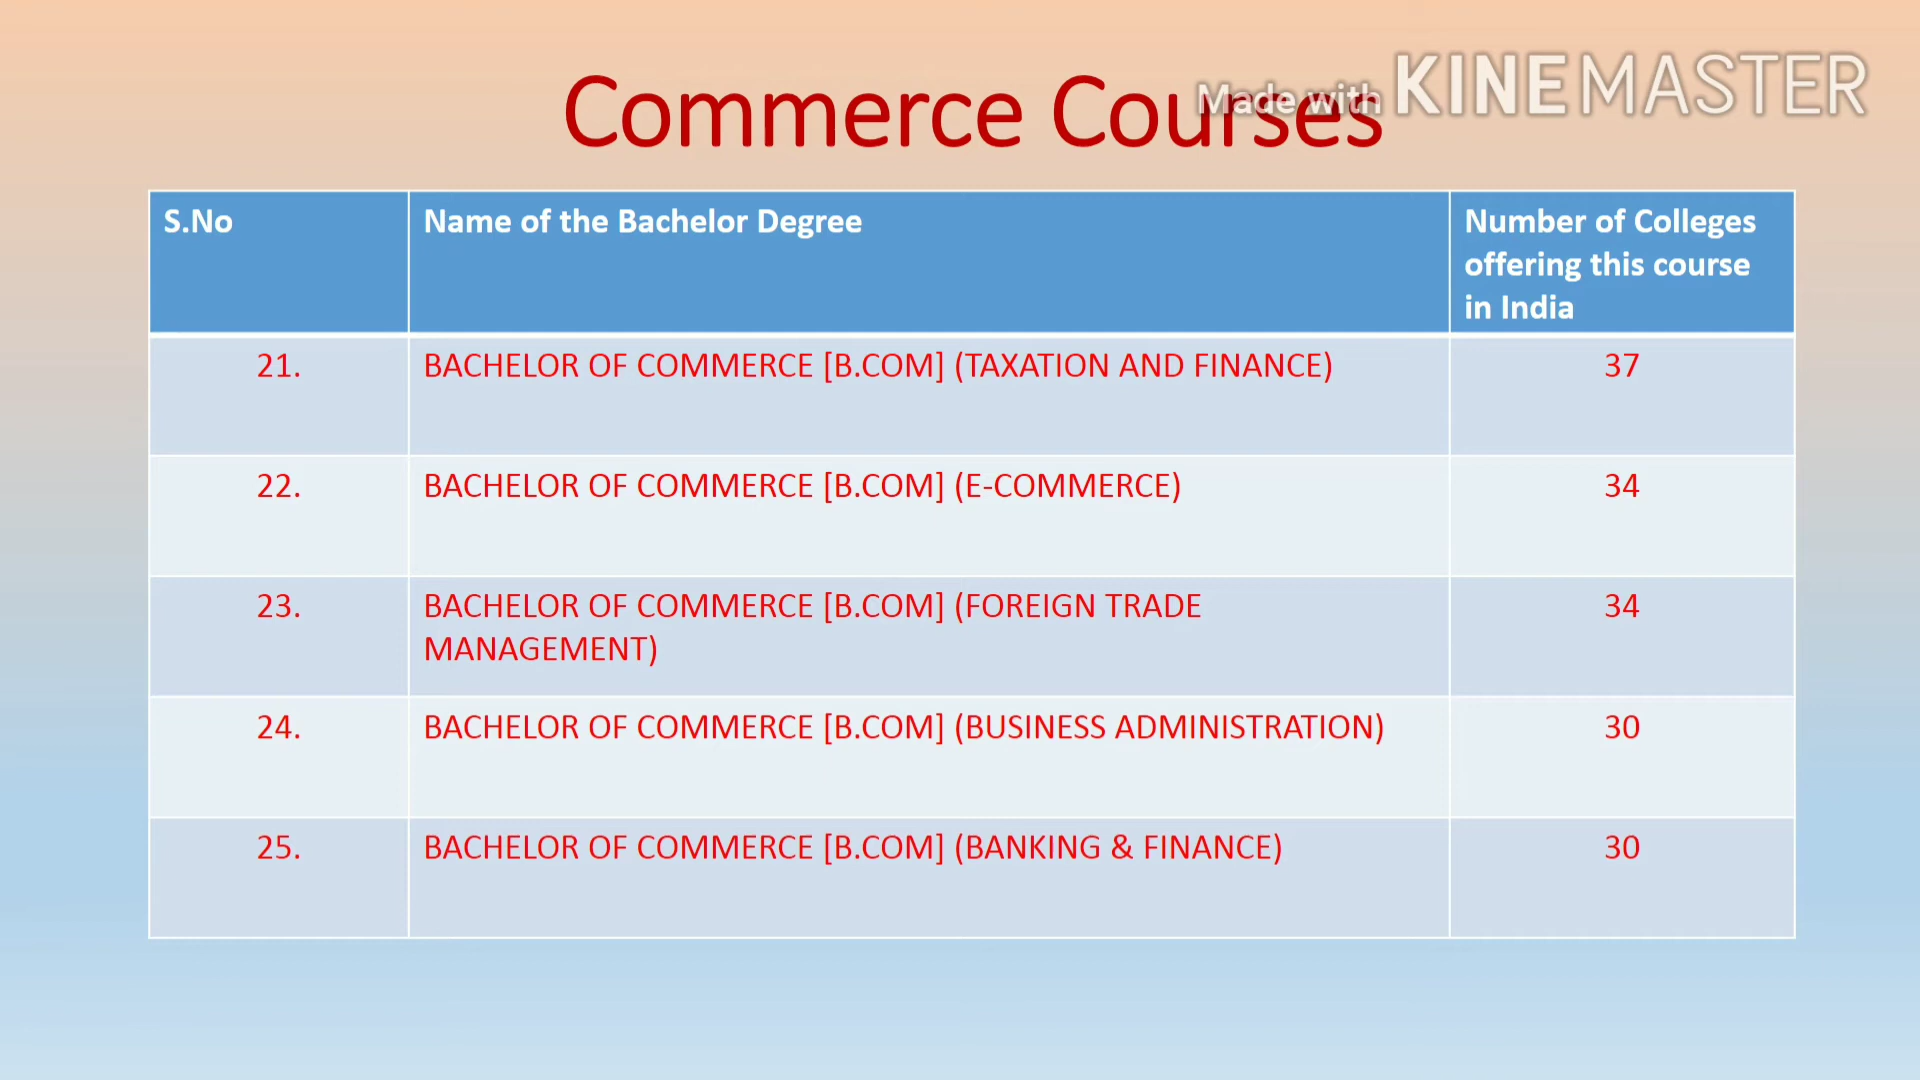 Commerce Courses
Made with KINEMASTER
S.No
Name of the Bachelor Degree
Number of Colleges
offering this course
in India
21.
BACHELOR OF COMMERCE [B.COM] (TAXATION AND FINANCE)
37
22.
BACHELOR OF COMMERCE [B.COM] (E-COMMERCE)
34
23.
BACHELOR OF COMMERCE [B.COM] (FOREIGN TRADE
MANAGEMENT)
34
24.
BACHELOR OF COMMERCE [B.COM] (BUSINESS ADMINISTRATION)
30
25.
BACHELOR OF COMMERCE [B.COM] (BANKING & FINANCE)
30